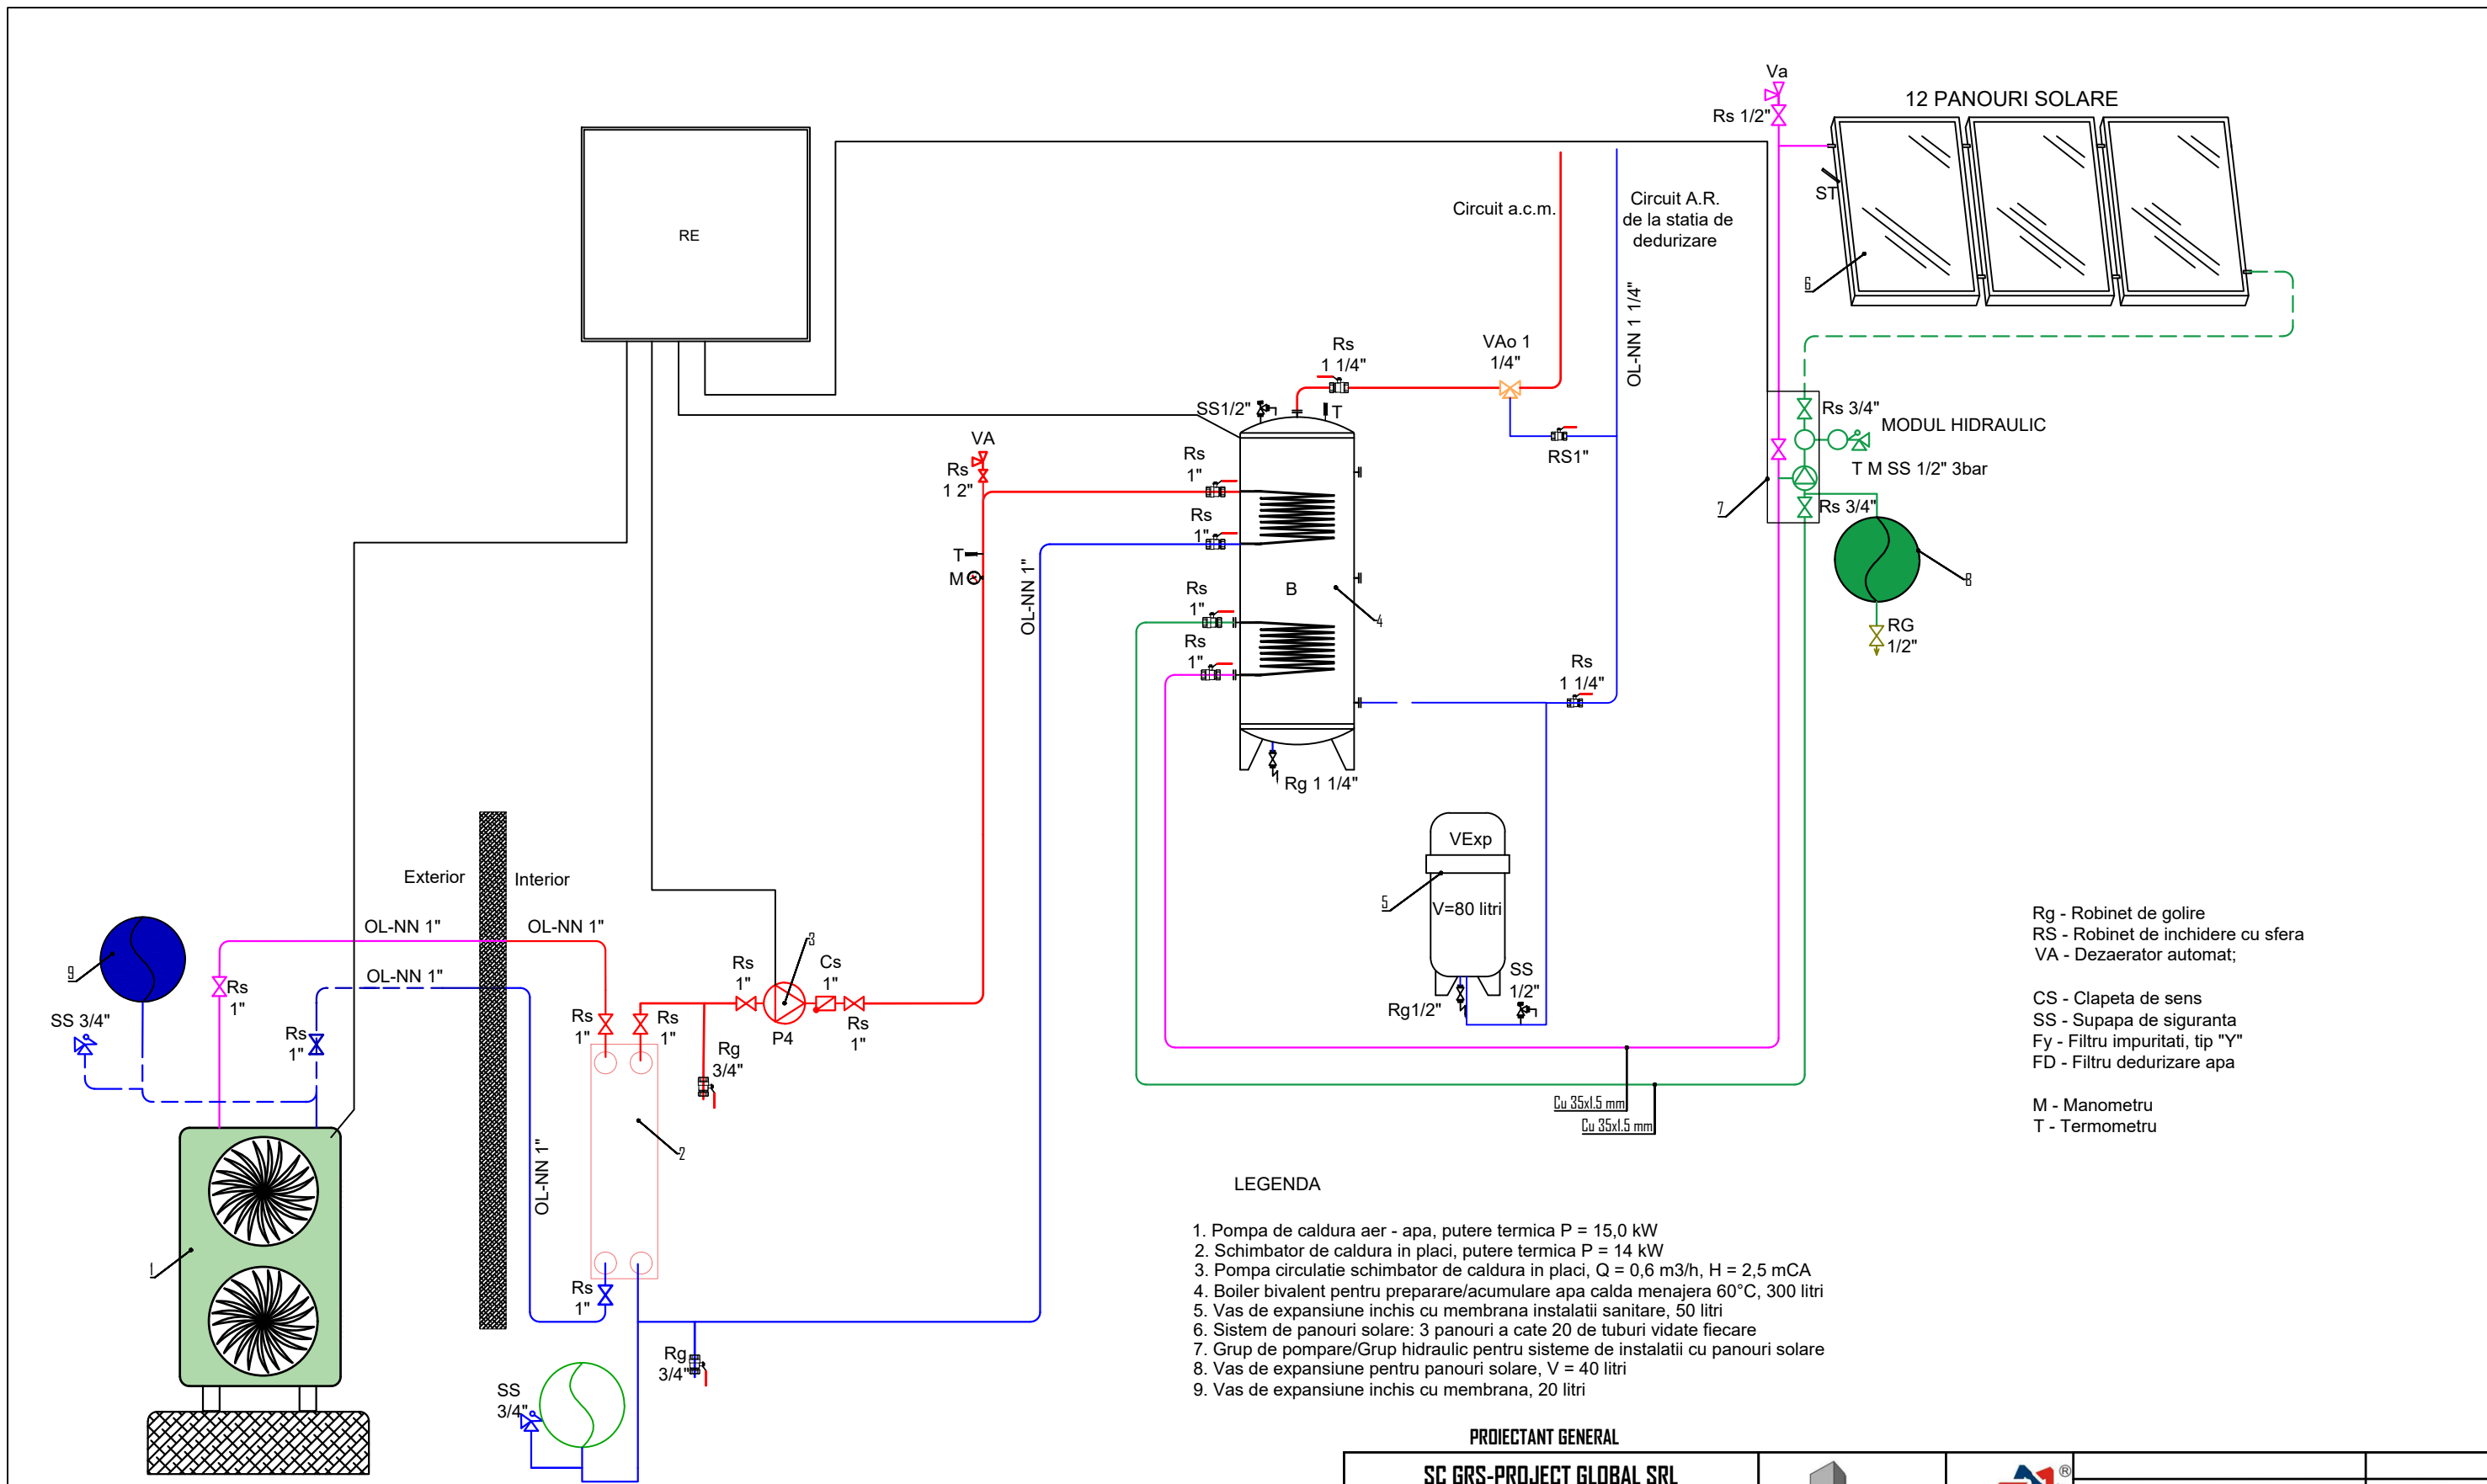 Va
12 PANOURI SOLARE
Rs 1/2"
RE
Circuit a.c.m.
Circuit A.R.
de la statia de
dedurizare
ST
6
OL-NN 1 1/4"
Rs
1 1/4"
VAo 1
1/4"
SS1/2"
T
Rs 3/4"
MODUL HIDRAULIC
T M SS 1/2" 3bar
Rs 3/4"
7
VA
Rs
1 2"
Rs
1"
RS1"
Rs
1"
T
M
OL-NN 1"
B
4
8
Rs
1"
Rs
1"
RG
1/2"
Rs
1 1/4"
Rg 1 1/4"
VExp
V=80 litri
5
Exterior
Interior
OL-NN 1"
OL-NN 1"
OL-NN 1"
9
Rs
1"
SS 3/4"
Rs
1"
3
Rs
1"
Cs
1"
Rs
1"
Rs
1"
P4
Rs
1"
Rg
3/4"
SS
1/2"
Rg1/2"
Cu 35x1.5 mm
Cu 35x1.5 mm
2
OL-NN 1"
1
Rs
1"
Rg
3/4"
SS
3/4"
Rg - Robinet de golire
RS - Robinet de inchidere cu sfera
VA - Dezaerator automat;
CS - Clapeta de sens
SS - Supapa de siguranta
Fy - Filtru impuritati, tip "Y"
FD - Filtru dedurizare apa
M - Manometru
T - Termometru
LEGENDA
1. Pompa de caldura aer - apa, putere termica P = 15,0 kW
2. Schimbator de caldura in placi, putere termica P = 14 kW
3. Pompa circulatie schimbator de caldura in placi, Q = 0,6 m3/h, H = 2,5 mCA
4. Boiler bivalent pentru preparare/acumulare apa calda menajera 60°C, 300 litri
5. Vas de expansiune inchis cu membrana instalatii sanitare, 50 litri
6. Sistem de panouri solare: 3 panouri a cate 20 de tuburi vidate fiecare
7. Grup de pompare/Grup hidraulic pentru sisteme de instalatii cu panouri solare
8. Vas de expansiune pentru panouri solare, V = 40 litri
9. Vas de expansiune inchis cu membrana, 20 litri
PROIECTANT GENERAL
SC GRS-PROJECT GLOBAL SRL
®